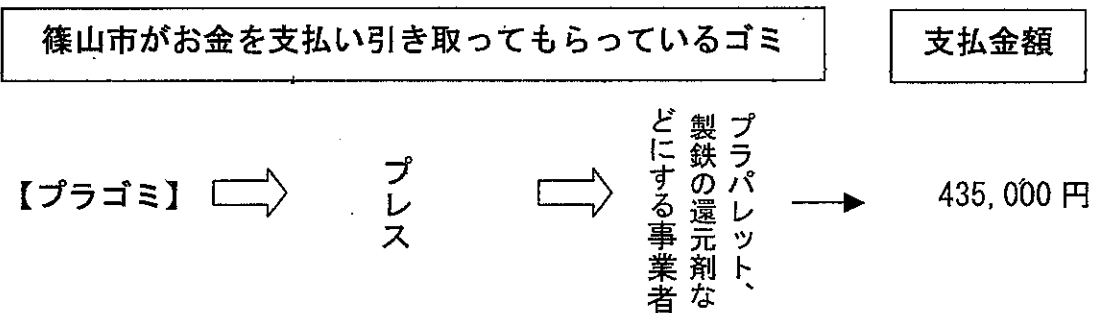 篠山市がお金を支払い引き取ってもらっているゴミ
支払金額
【プラゴミ】
プレス
プラパレット、
製鉄の還元剤な
どにする事業者
435,000円